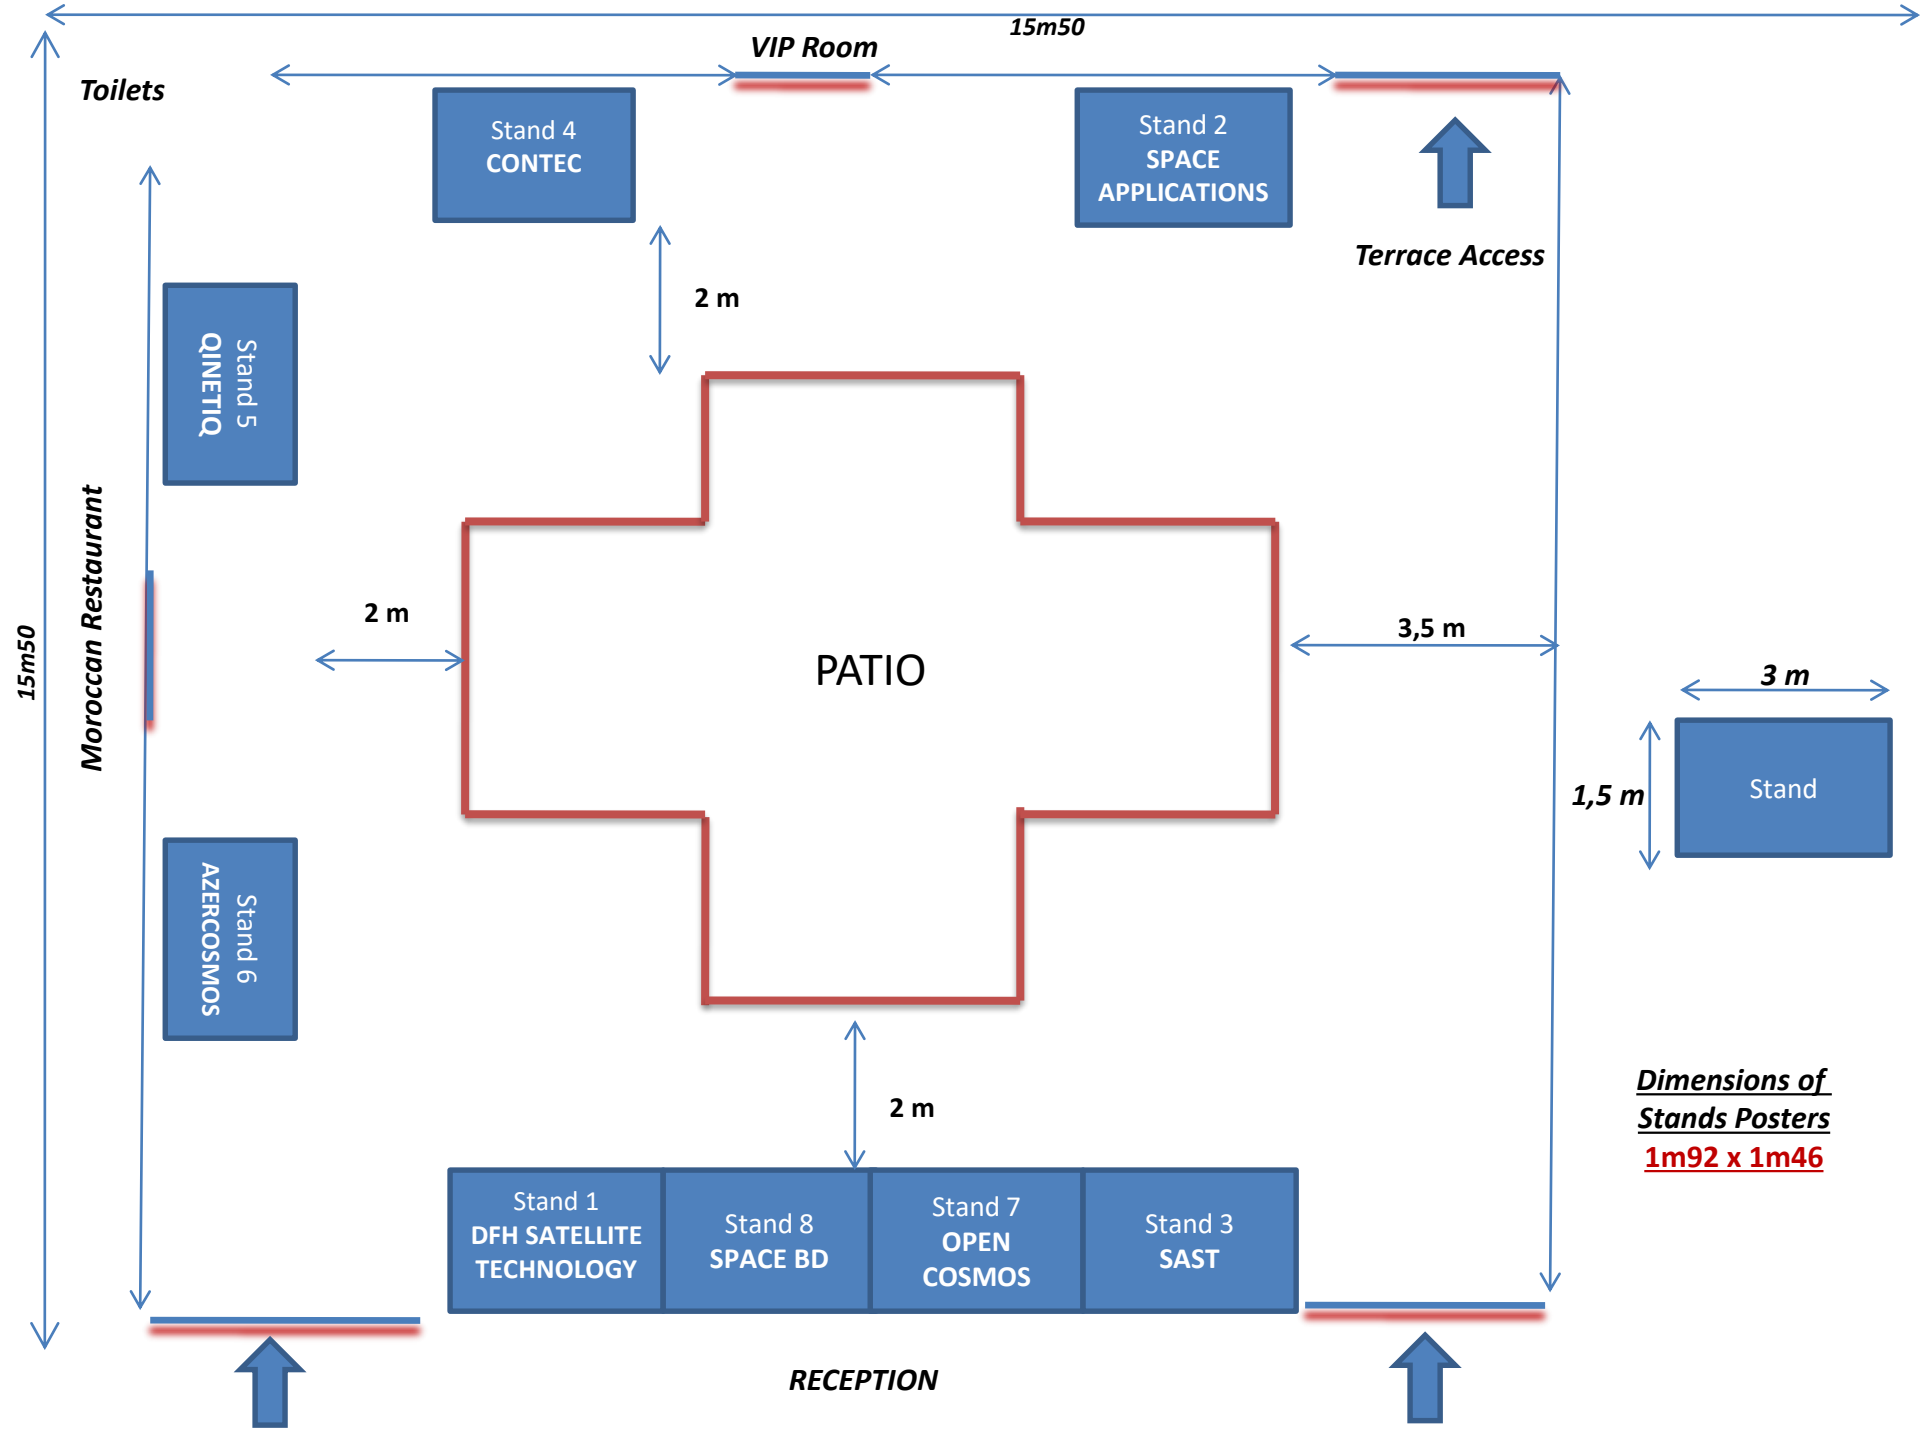 15m50
VIP Room
Toilets
Stand 4
CONTEC
Stand 2
SPACE
APPLICATIONS
Terrace Access
2 m
Stand 5
QINETIQ
Moroccan Restaurant
15m50
2 m
PATIO
3,5 m
3 m
1,5 m
Stand
Stand 6
AZERCOSMOS
2 m
Dimensions of
Stands Posters
1m92 x 1m46
Stand 1
DFH SATELLITE
TECHNOLOGY
Stand 8
SPACE BD
Stand 7
OPEN
COSMOS
Stand 3
SAST
RECEPTION